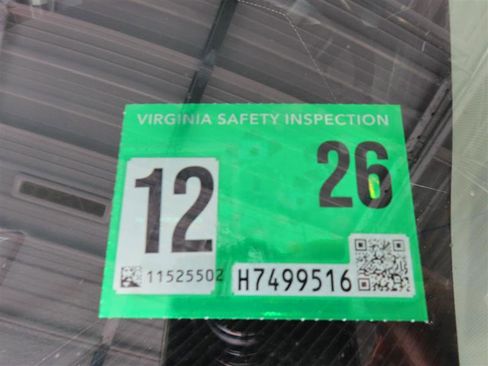 VIRGINIA SAFETY INSPECTION
12 26
11525502 H7499516